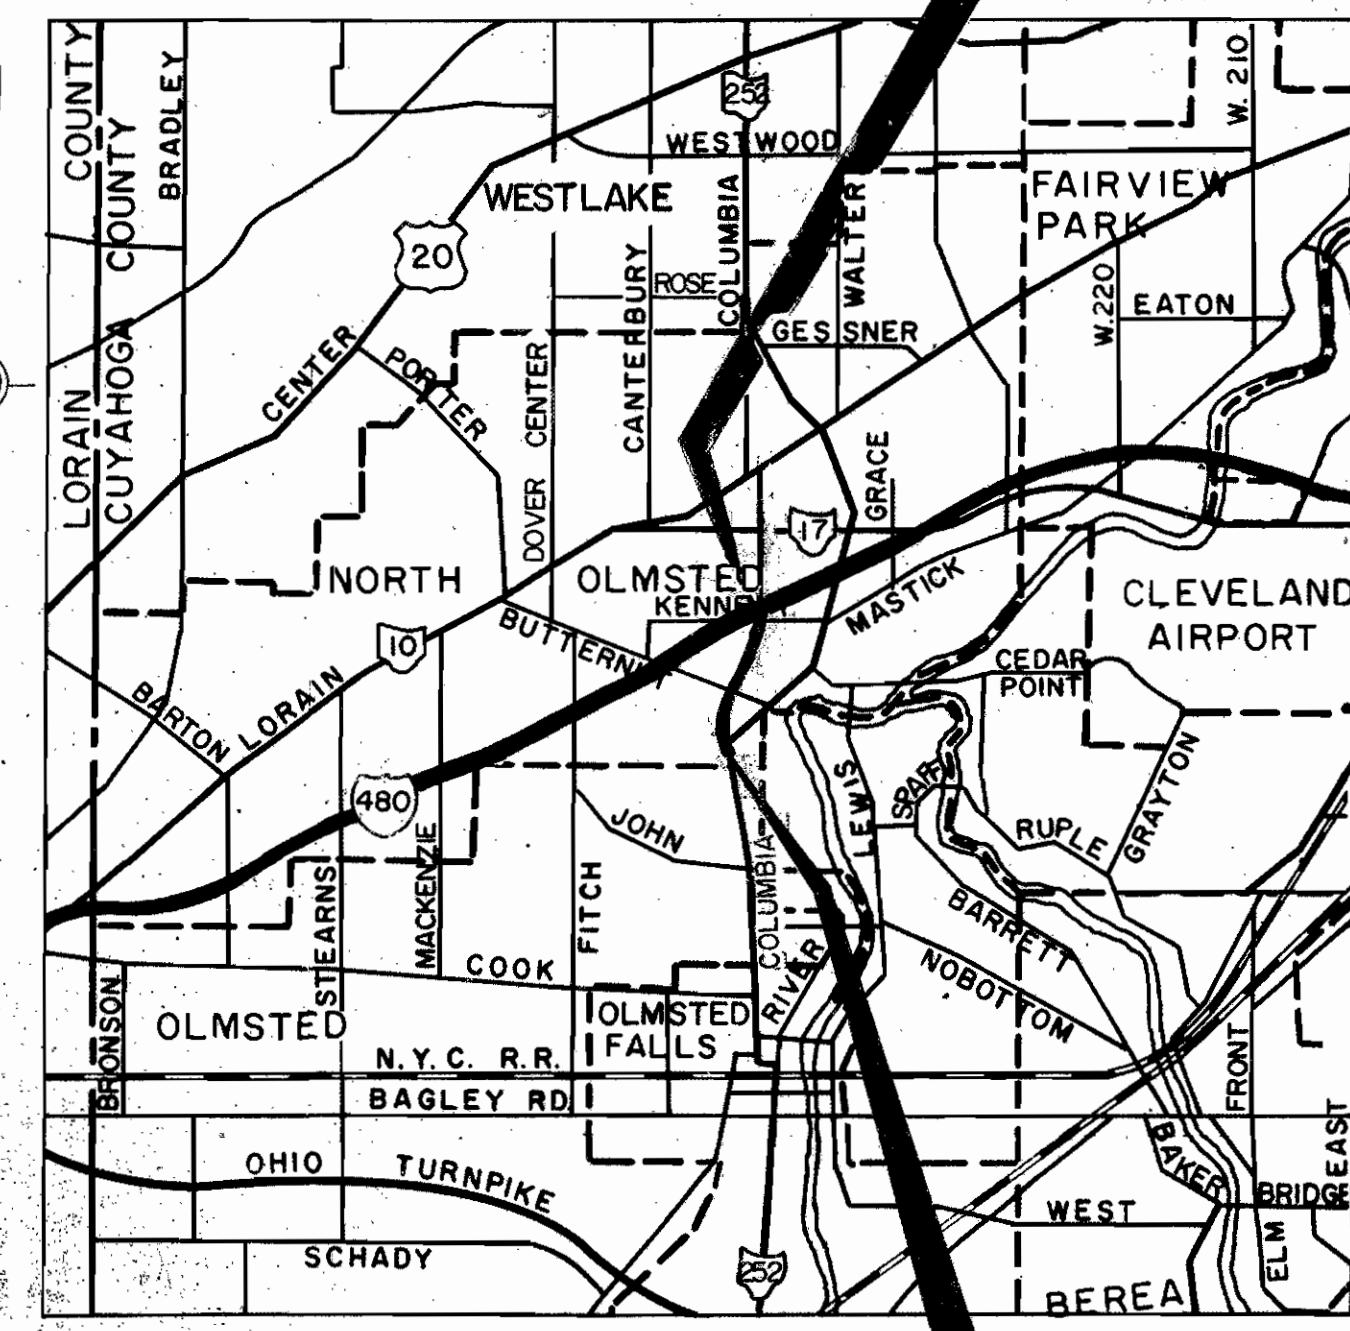 COUNTY
BRADLEY
COUNTY
252
WESTWOOD
W. 210
WESTLAKE
FAIRVIEW
PARK
20
COLUMBIA
WALTER
CANTERBURY
ROSE
W.220
EATON
GESSNER
CENTER
PORTER
DOVER CENTER
LORAIN
CUYAHOGA
GRACE
17
NORTH
OLMSTED
MASTICK
CLEVELAND
AIRPORT
BUTTERNUT
10
CEDAR
POINT
BARTON
LORAIN
480
MACKENZIE
JOHN
LEWIS
RUPLE
GRAYTON
STEARNS
FITCH
COLUMBIA
BARRETT
COOK
RIVER
NOBOTTOM
BRONSON
OLMSTED
OLMSTED
FALLS
N.Y.C. R.R.
BAGLEY RD.
FRONT
EAST
OHIO TURNPIKE
BAKER
BRIDGE
WEST
SCHADY
252
ELM
BEREA